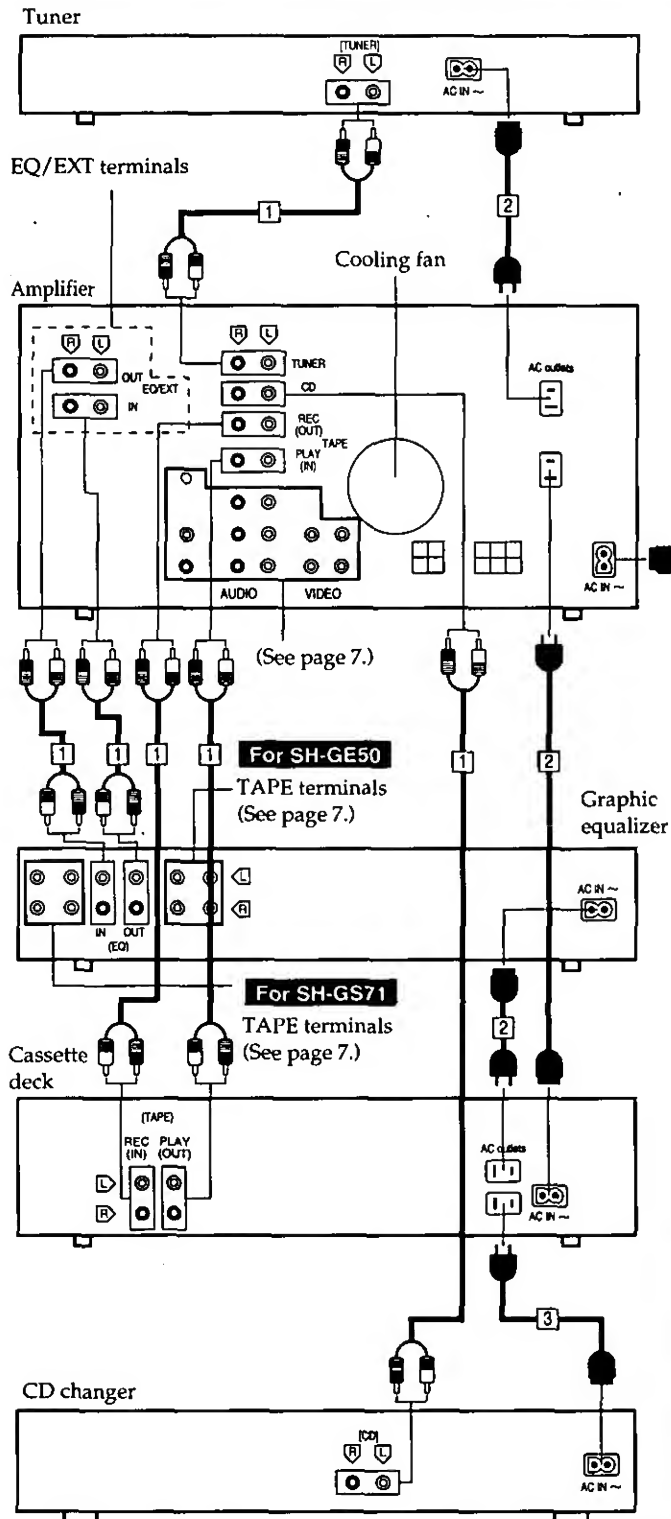 Tuner
[TUNER]
R L
AC IN ~
EQ/EXT terminals
1
2
Cooling fan
Amplifier
R L
R L
OUT
EQ/EXT
IN
TUNER
CD
REC
(OUT)
TAPE
PLAY
(IN)
AC outlets
AUDIO VIDEO
AC IN ~
(See page 7.)
1 1 1 1
For SH-GE50
TAPE terminals
(See page 7.)
1
2
Graphic
equalizer
L
R
IN OUT
(EQ)
AC IN ~
For SH-GS71
TAPE terminals
(See page 7.)
2
Cassette
deck
[TAPE]
REC PLAY
(IN) (OUT)
L
R
AC outlets
AC IN ~
3
CD changer
[CD]
R L
AC IN ~